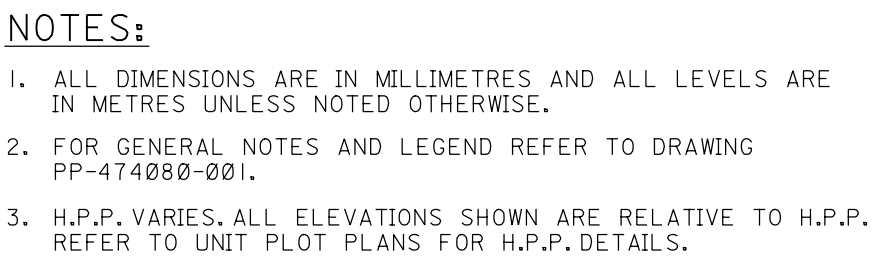 NOTES:
1. ALL DIMENSIONS ARE IN MILLIMETRES AND ALL LEVELS ARE
IN METRES UNLESS NOTED OTHERWISE.
2. FOR GENERAL NOTES AND LEGEND REFER TO DRAWING
PP-474080-001.
3. H.P.P. VARIES. ALL ELEVATIONS SHOWN ARE RELATIVE TO H.P.P.
REFER TO UNIT PLOT PLANS FOR H.P.P. DETAILS.